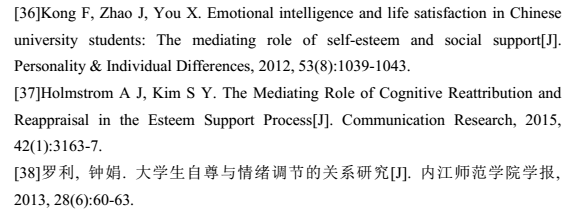 [36]Kong F, Zhao J, You X. Emotional intelligence and life satisfaction in Chinese
university students: The mediating role of self-esteem and social support[J].
Personality & Individual Differences, 2012, 53(8):1039-1043.
[37]Holmstrom A J, Kim S Y. The Mediating Role of Cognitive Reattribution and
Reappraisal in the Esteem Support Process[J]. Communication Research, 2015,
42(1):3163-7.
[38]罗利, 钟娟. 大学生自尊与情绪调节的关系研究[J]. 内江师范学院学报,
2013, 28(6):60-63.